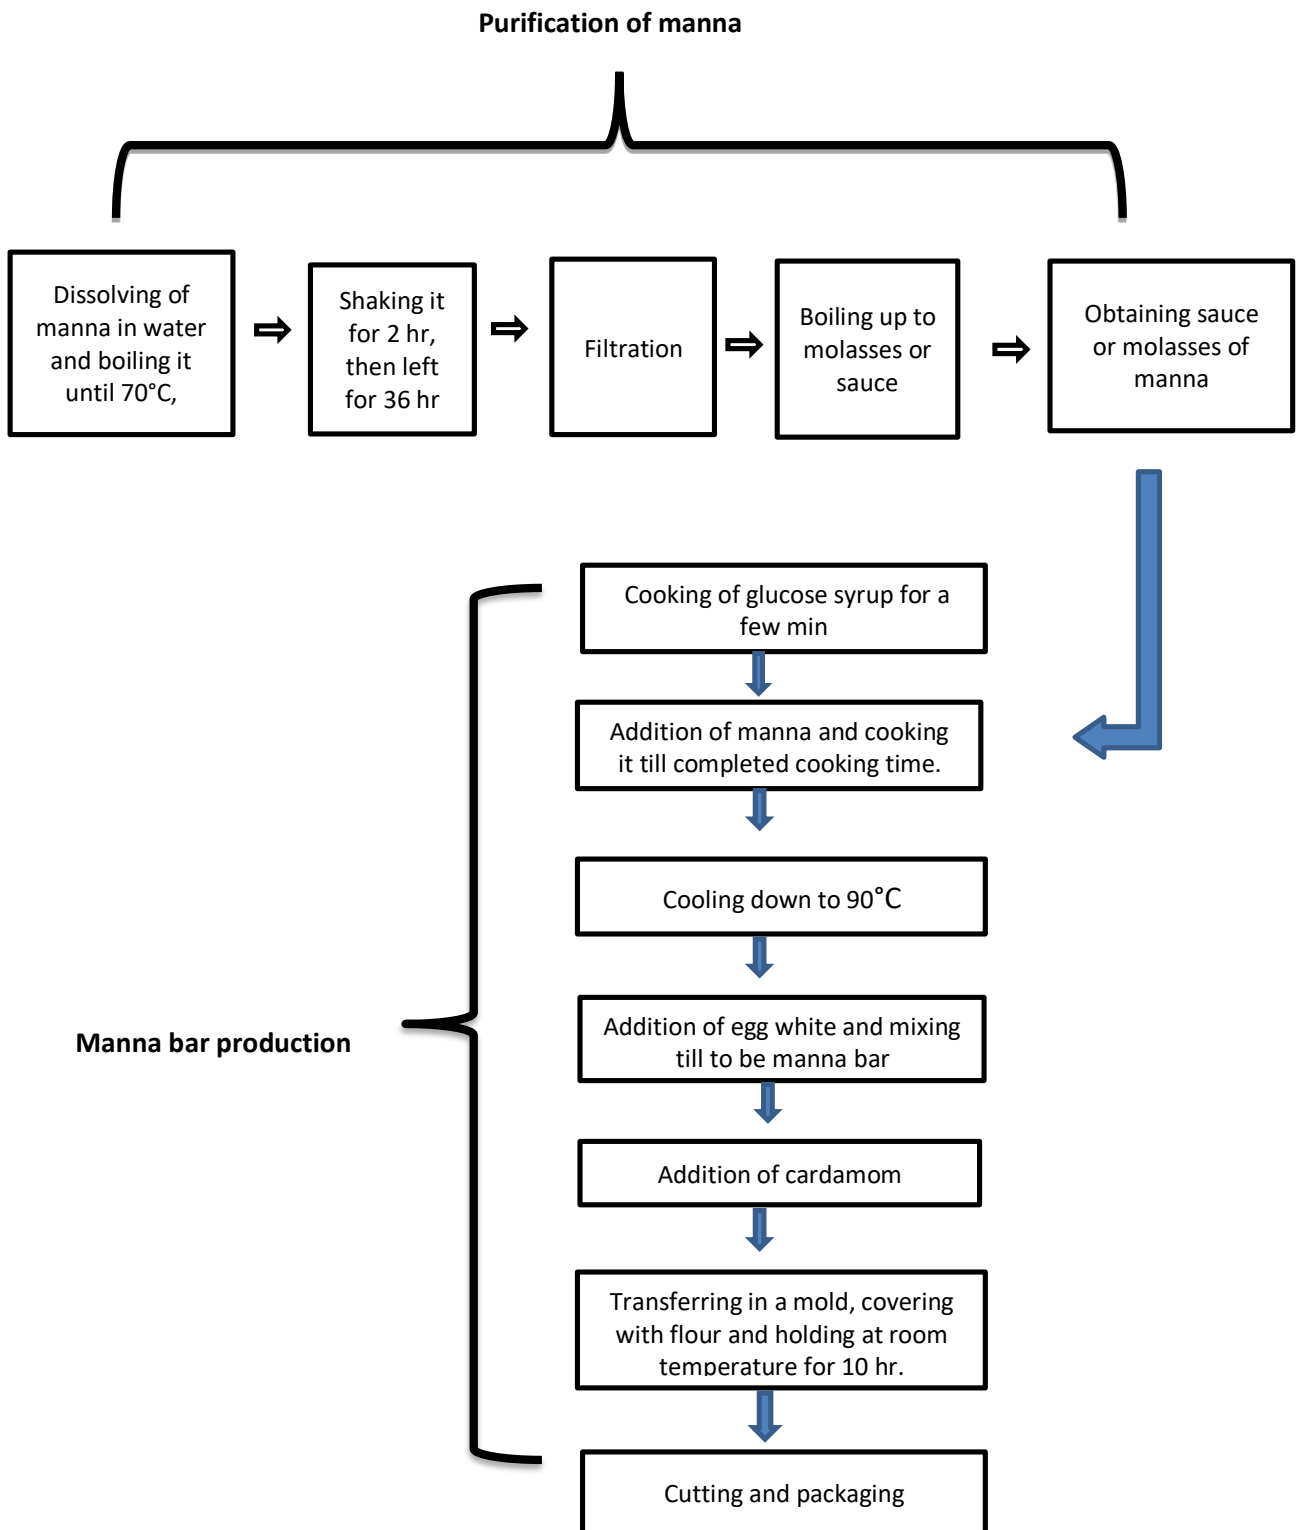 Purification of manna
Dissolving of
manna in water
and boiling it
until 70°C,
Shaking it
for 2 hr,
then left
for 36 hr
Filtration
Boiling up to
molasses or
sauce
Obtaining sauce
or molasses of
manna
Cooking of glucose syrup for a
few min
Addition of manna and cooking
it till completed cooking time.
Cooling down to 90°C
Manna bar production
Addition of egg white and mixing
till to be manna bar
Addition of cardamom
Transferring in a mold, covering
with flour and holding at room
temperature for 10 hr.
Cutting and packaging